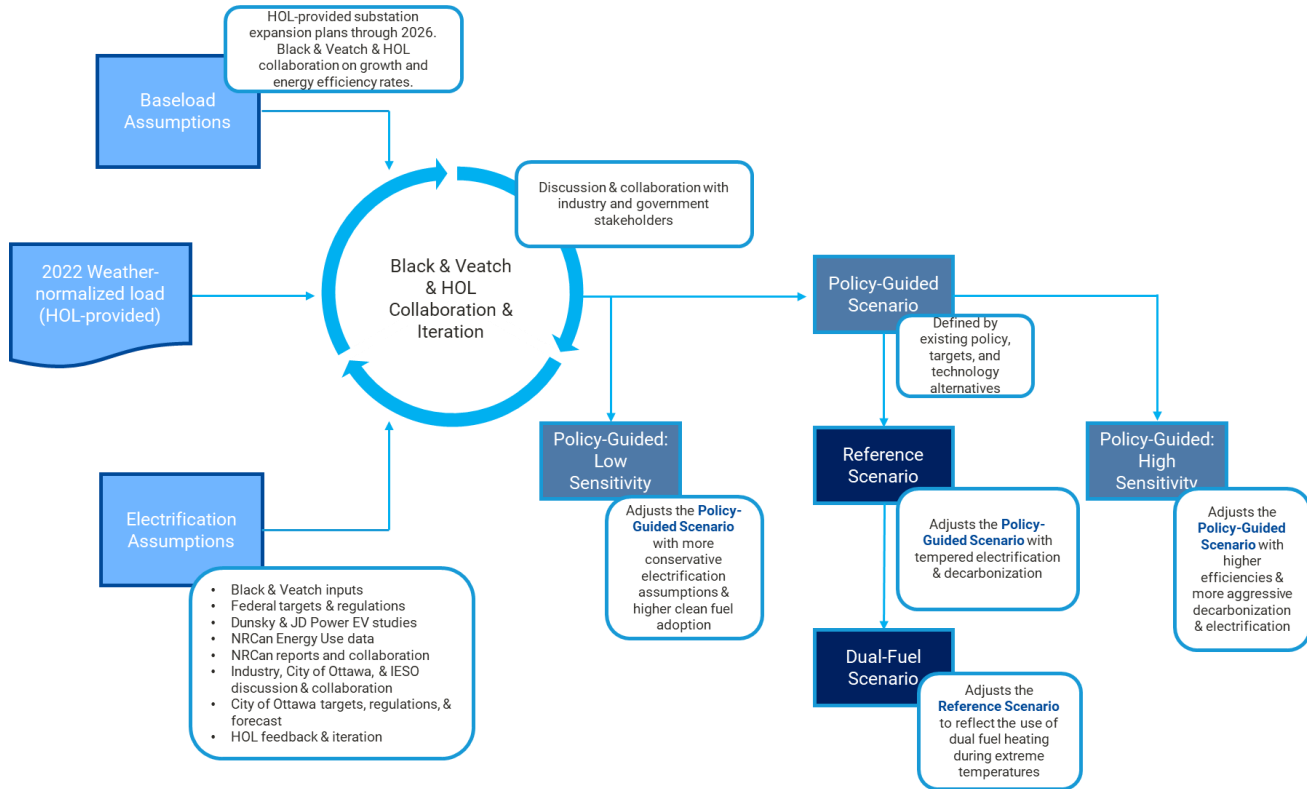 HOL-provided substation
expansion plans through 2026.
Black & Veatch & HOL
collaboration on growth and
energy efficiency rates.
Baseload
Assumptions
Discussion & collaboration with
industry and government
stakeholders
2022 Weather-
normalized load
(HOL-provided)
Black & Veatch
& HOL
Collaboration &
Iteration
Policy-Guided
Scenario
Defined by
existing policy,
targets, and
technology
alternatives
Policy-Guided:
Low
Sensitivity
Adjusts the Policy-
Guided Scenario
with more
conservative
electrification
assumptions &
higher clean fuel
adoption
Reference
Scenario
Adjusts the Policy-
Guided Scenario with
tempered electrification
& decarbonization
Policy-Guided:
High
Sensitivity
Adjusts the
Policy-Guided
Scenario with
higher
efficiencies &
more aggressive
decarbonization
& electrification
Electrification
Assumptions
• Black & Veatch inputs
• Federal targets & regulations
• Dunsky & JD Power EV studies
• NRCan Energy Use data
• NRCan reports and collaboration
• Industry, City of Ottawa, & IESO
discussion & collaboration
• City of Ottawa targets, regulations, &
forecast
• HOL feedback & iteration
Dual-Fuel
Scenario
Adjusts the
Reference Scenario
to reflect the use of
dual fuel heating
during extreme
temperatures